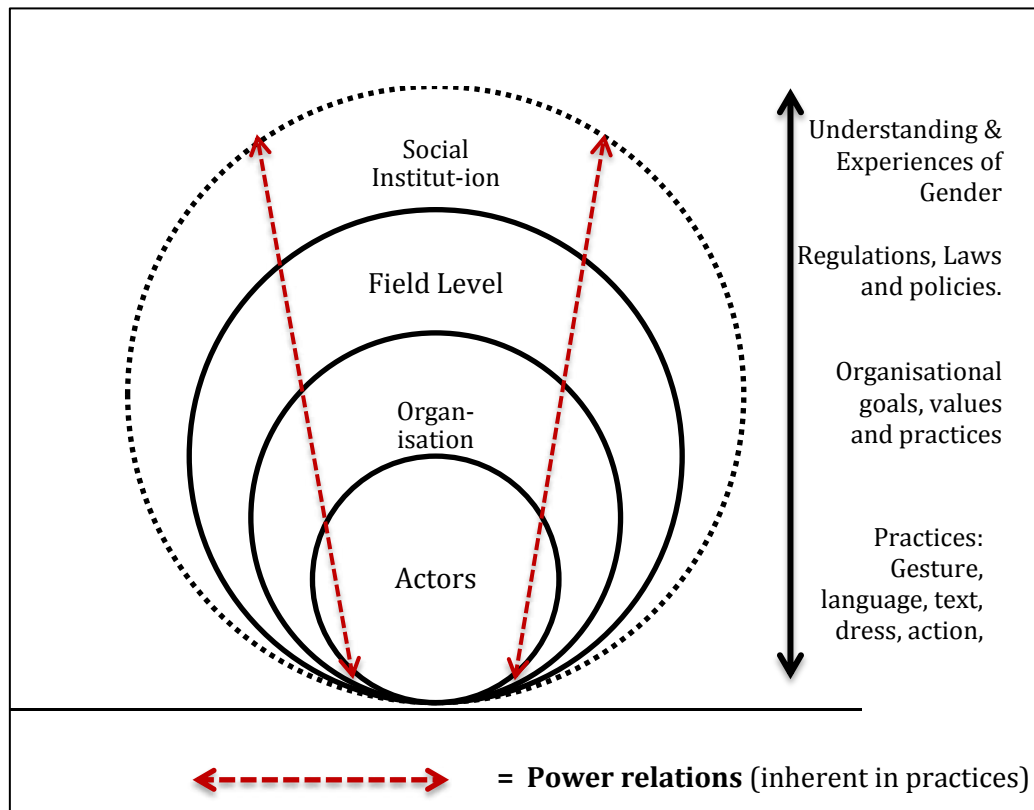 Social
Institut-ion
Field Level
Organ-
isation
Actors
Understanding &
Experiences of
Gender
Regulations, Laws
and policies.
Organisational
goals, values
and practices
Practices:
Gesture,
language, text,
dress, action,
= Power relations (inherent in practices)